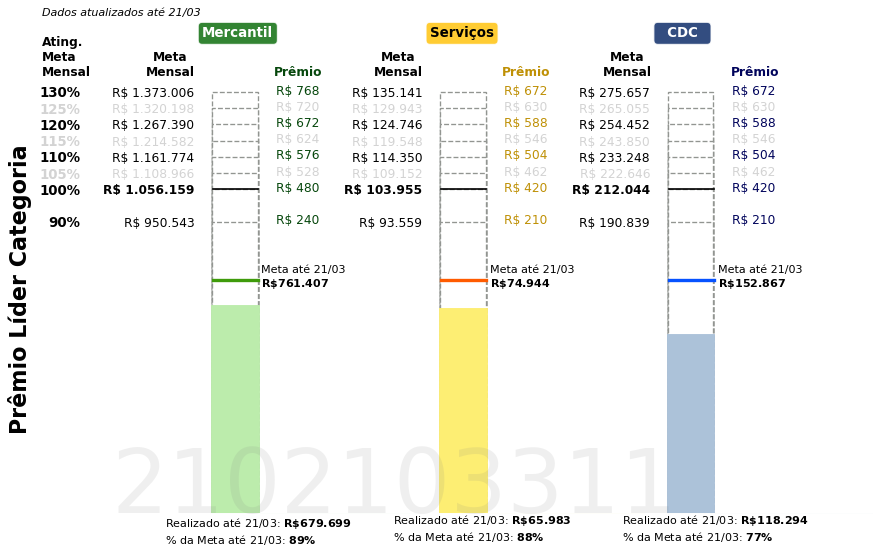 Dados atualizados até 21/03
Mercantil Serviços CDC
Ating. Meta Mensal Meta Mensal Prêmio Meta Mensal Prêmio Meta Mensal Prêmio
130% R$ 1.373.006 R$ 768 R$ 135.141 R$ 672 R$ 275.657 R$ 672
125% R$ 1.320.198 R$ 720 R$ 129.943 R$ 630 R$ 265.055 R$ 630
120% R$ 1.267.390 R$ 672 R$ 124.746 R$ 588 R$ 254.452 R$ 588
115% R$ 1.214.582 R$ 624 R$ 119.548 R$ 546 R$ 243.850 R$ 546
110% R$ 1.161.774 R$ 576 R$ 114.350 R$ 504 R$ 233.248 R$ 504
105% R$ 1.108.966 R$ 528 R$ 109.152 R$ 462 R$ 222.646 R$ 462
100% R$ 1.056.159 R$ 480 R$ 103.955 R$ 420 R$ 212.044 R$ 420
90% R$ 950.543 R$ 240 R$ 93.559 R$ 210 R$ 190.839 R$ 210
Meta até 21/03 Meta até 21/03 Meta até 21/03
R$761.407 R$74.944 R$152.867
Prêmio Líder Categoria
2102103311
Realizado até 21/03: R$679.699 Realizado até 21/03: R$65.983 Realizado até 21/03: R$118.294
% da Meta até 21/03: 89% % da Meta até 21/03: 88% % da Meta até 21/03: 77%